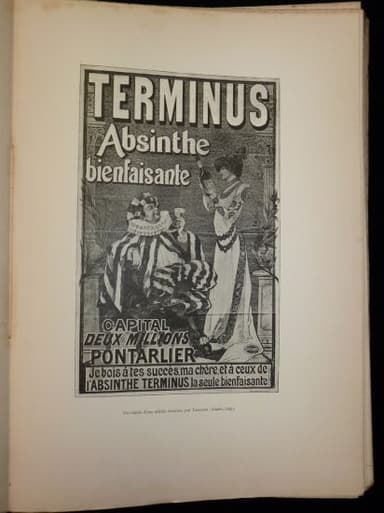 TERMINUS
Absinthe
bienfaisante
CAPITAL
DEUX MILLIONS
PONTARLIER
Je bois à tes succès, ma chère, et à ceux de
l'ABSINTHE TERMINUS la seule bienfaisante